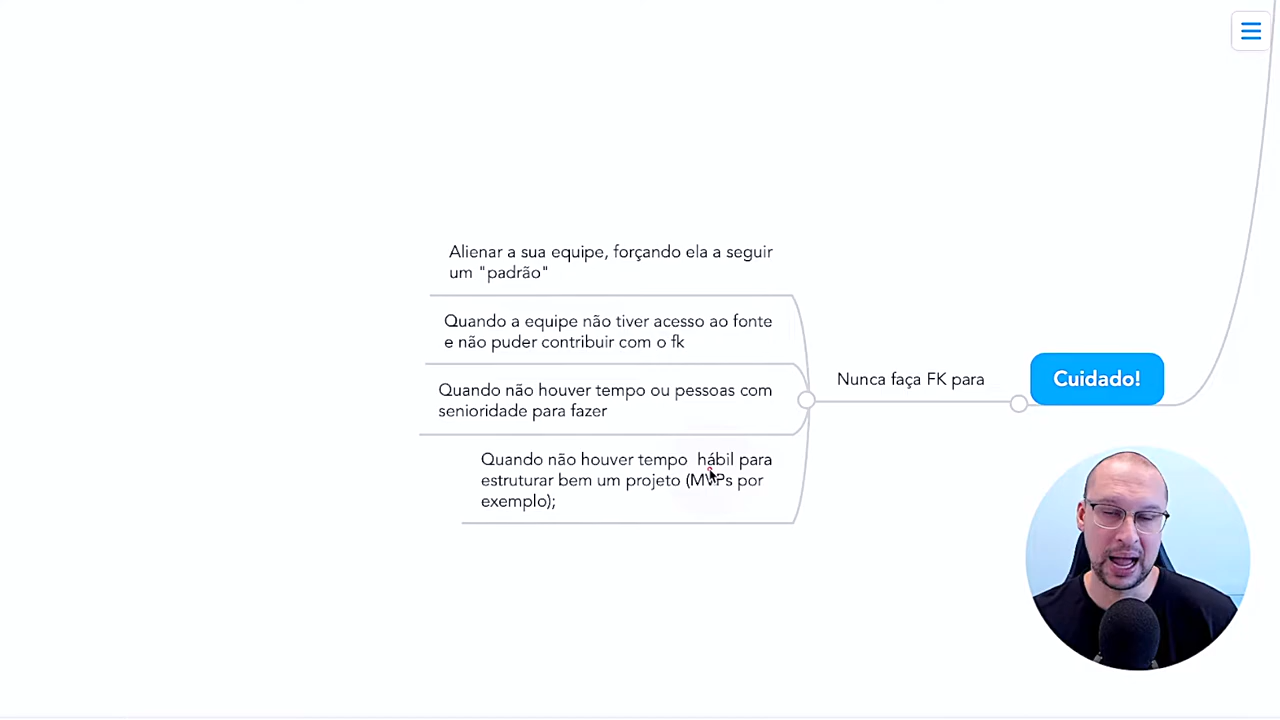 Alienar a sua equipe, forçando ela a seguir
um "padrão"
Quando a equipe não tiver acesso ao fonte
e não puder contribuir com o fk
Quando não houver tempo ou pessoas com
senioridade para fazer
Quando não houver tempo  hábil para
estruturar bem um projeto (MVPs por
exemplo);
Nunca faça FK para
Cuidado!